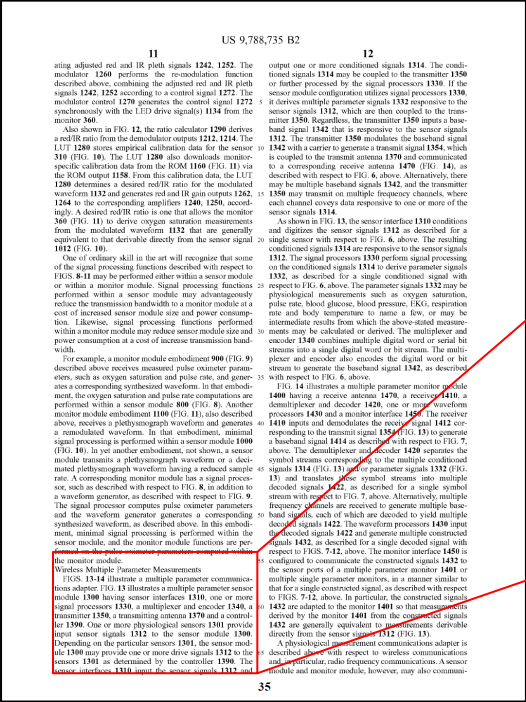 US 9,788,735 B2
11
ating adjusted red and IR pleth signals 1242, 1252. The
modulator 1260 performs the re-modulation function
described above, combining the adjusted red and IR pleth
signals 1242, 1252 according to a control signal 1272. The
modulator control 1270 generates the control signal 1272
synchronously with the LED drive signal(s) 1134 from the
monitor 360.
Also shown in FIG. 12, the ratio calculator 1290 derives
a red/IR ratio from the demodulator outputs 1212, 1214. The
LUT 1280 stores empirical calibration data for the sensor
310 (FIG. 10). The LUT 1280 also downloads monitor-
specific calibration data from the ROM 1160 (FIG. 11) via
the ROM output 1158. From this calibration data, the LUT
1280 determines a desired red/IR ratio for the modulated
waveform 1132 and generates red and IR gain outputs 1262,
1264 to the corresponding amplifiers 1240, 1250, accord-
ingly. A desired red/IR ratio is one that allows the monitor
360 (FIG. 11) to derive oxygen saturation measurements
from the modulated waveform 1132 that are generally
equivalent to that derivable directly from the sensor signal
1012 (FIG. 10).
One of ordinary skill in the art will recognize that some
of the signal processing functions described with respect to
FIGS. 8-11 may be performed either within a sensor module
or within a monitor module. Signal processing functions
performed within a sensor module may advantageously
reduce the transmission bandwidth to a monitor module at a
cost of increased sensor module size and power consump-
tion. Likewise, signal processing functions performed
within a monitor module may reduce sensor module size and
power consumption at a cost of increase transmission band-
width.
For example, a monitor module embodiment 900 (FIG. 9)
described above receives measured pulse oximeter param-
eters, such as oxygen saturation and pulse rate, and gener-
ates a corresponding synthesized waveform. In that embodi-
ment, the oxygen saturation and pulse rate computations are
performed within a sensor module 800 (FIG. 8). Another
monitor module embodiment 1100 (FIG. 11), also described
above, receives a plethysmograph waveform and generates
a remodulated waveform. In that embodiment, minimal
signal processing is performed within a sensor module 1000
(FIG. 10). In yet another embodiment, not shown, a sensor
module transmits a plethysmograph waveform or a deci-
mated plethysmograph waveform having a reduced sample
rate. A corresponding monitor module has a signal proces-
sor, such as described with respect to FIG. 8, in addition to
a waveform generator, as described with respect to FIG. 9.
The signal processor computes pulse oximeter parameters
and the waveform generator generates a corresponding
synthesized waveform, as described above. In this embodi-
ment, minimal signal processing is performed within the
sensor module, and the monitor module functions are per-
formed on the pulse oximeter parameters computed within
the monitor module.
Wireless Multiple Parameter Measurements
FIGS. 13-14 illustrate a multiple parameter communica-
tions adapter. FIG. 13 illustrates a multiple parameter sensor
module 1300 having sensor interfaces 1310, one or more
signal processors 1330, a multiplexer and encoder 1340, a
transmitter 1350, a transmitting antenna 1370 and a control-
ler 1390. One or more physiological sensors 1301 provide
input sensor signals 1312 to the sensor module 1300.
Depending on the particular sensors 1301, the sensor mod-
ule 1300 may provide one or more drive signals 1312 to the
sensors 1301 as determined by the controller 1390. The
sensor interfaces 1310 input the sensor signals 1312 and
12
output one or more conditioned signals 1314. The condi-
tioned signals 1314 may be coupled to the transmitter 1350
or further processed by the signal processors 1330. If the
sensor module configuration utilizes signal processors 1330,
5 it derives multiple parameter signals 1332 responsive to the
sensor signals 1312, which are then coupled to the trans-
mitter 1350. Regardless, the transmitter 1350 inputs a base-
band signal 1342 that is responsive to the sensor signals
1312. The transmitter 1350 modulates the baseband signal
10 1342 with a carrier to generate a transmit signal 1354, which
is coupled to the transmit antenna 1370 and communicated
to a corresponding receive antenna 1470 (FIG. 14), as
described with respect to FIG. 6, above. Alternatively, there
may be multiple baseband signals 1342, and the transmitter
15 1350 may transmit on multiple frequency channels, where
each channel coveys data responsive to one or more of the
sensor signals 1314.
As shown in FIG. 13, the sensor interface 1310 conditions
and digitizes the sensor signals 1312 as described for a
20 single sensor with respect to FIG. 6, above. The resulting
conditioned signals 1314 are responsive to the sensor signals
1312. The signal processors 1330 perform signal processing
on the conditioned signals 1314 to derive parameter signals
1332, as described for a single conditioned signal with
25 respect to FIG. 6, above. The parameter signals 1332 may be
physiological measurements such as oxygen saturation,
pulse rate, blood glucose, blood pressure, EKG, respiration
rate and body temperature to name a few, or may be
intermediate results from which the above-stated measure-
30 ments may be calculated or derived. The multiplexer and
encoder 1340 combines multiple digital word or serial bit
streams into a single digital word or bit stream. The multi-
plexer and encoder also encodes the digital word or bit
stream to generate the baseband signal 1342, as described
35 with respect to FIG. 6, above.
FIG. 14 illustrates a multiple parameter monitor module
1400 having a receive antenna 1470, a receiver 1410, a
demultiplexer and decoder 1420, one or more waveform
processors 1430 and a monitor interface 1450. The receiver
40 1410 inputs and demodulates the receive signal 1412 cor-
responding to the transmit signal 1354 (FIG. 13) to generate
a baseband signal 1414 as described with respect to FIG. 7,
above. The demultiplexer and decoder 1420 separates the
symbol streams corresponding to the multiple conditioned
45 signals 1314 (FIG. 13) and/or parameter signals 1332 (FIG.
13) and translates these symbol streams into multiple
decoded signals 1422, as described for a single symbol
stream with respect to FIG. 7, above. Alternatively, multiple
frequency channels are received to generate multiple base-
50 band signals, each of which are decoded to yield multiple
decoded signals 1422. The waveform processors 1430 input
the decoded signals 1422 and generate multiple constructed
signals 1432, as described for a single decoded signal with
respect to FIGS. 7-12, above. The monitor interface 1450 is
55 configured to communicate the constructed signals 1432 to
the sensor ports of a multiple parameter monitor 1401 or
multiple single parameter monitors, in a manner similar to
that for a single constructed signal, as described with respect
to FIGS. 7-12, above. In particular, the constructed signals
60 1432 are adapted to the monitor 1401 so that measurements
derived by the monitor 1401 from the constructed signals
1432 are generally equivalent to measurements derivable
directly from the sensor signals 1312 (FIG. 13).
A physiological measurement communications adapter is
65 described above with respect to wireless communications
and, in particular, radio frequency communications. A sensor
module and monitor module, however, may also communi-
35